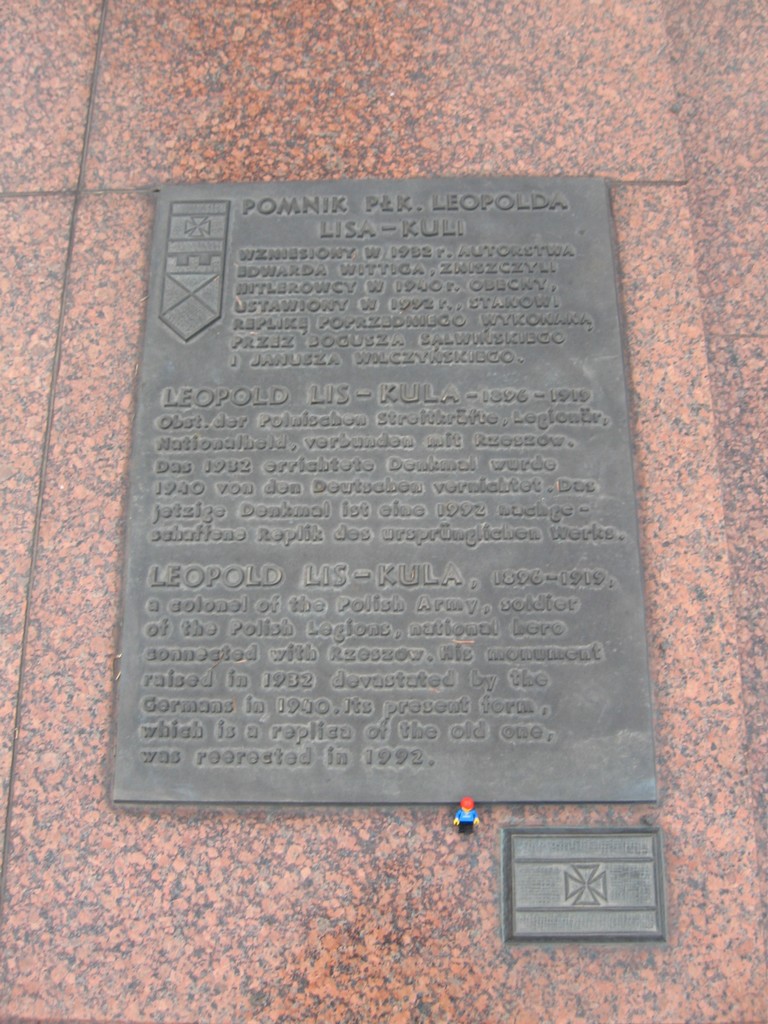 POMNIK PŁK. LEOPOLDA
LISA-KULI
WZNIESIONY W 1932 r. AUTORSTWA
EDWARDA WITTIGA, ZNISZCZYLI
HITLEROWCY W 1940 r. OBECNY,
USTAWIONY W 1992 r., STANOWI
REPLIKĘ POPRZEDNIEGO WYKONANĄ
PRZEZ BOGUSZA SALWIŃSKIEGO
I JANUSZA WILCZYŃSKIEGO.
LEOPOLD LIS-KULA-1896-1919
Obst. der Polnischen Streitkräfte, Legionär,
Nationalheld, verbunden mit Rzeszów.
Das 1932 errichtete Denkmal wurde
1940 von den Deutschen vernichtet. Das
jetzige Denkmal ist eine 1992 nachge-
schaffene Replik des ursprünglichen Werks.
LEOPOLD LIS-KULA, 1896-1919,
a colonel of the Polish Army, soldier
of the Polish Legions, national hero
connected with Rzeszów. His monument
raised in 1932 devastated by the
Germans in 1940. Its present form,
which is a replica of the old one,
was reerected in 1992.